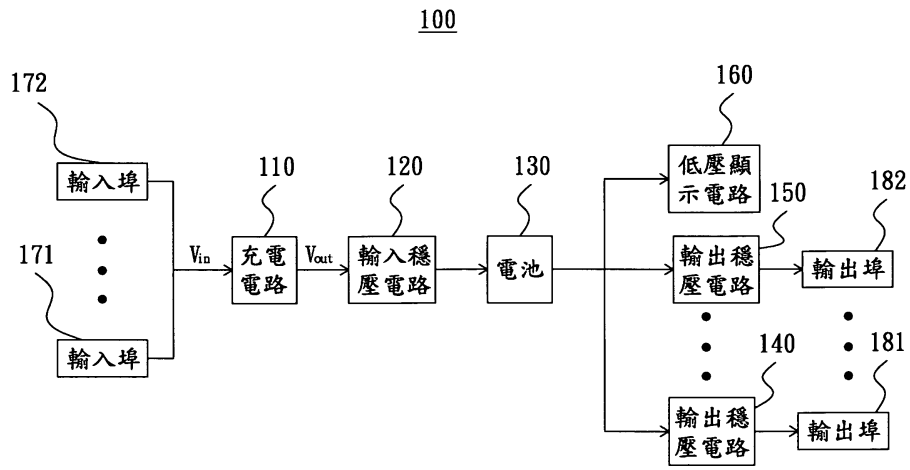 100
172
輸入埠
171
輸入埠
Vin
110
充電
電路
Vout
120
輸入穩
壓電路
130
電池
160
低壓顯
示電路
150
輸出穩
壓電路
182
輸出埠
140
輸出穩
壓電路
181
輸出埠